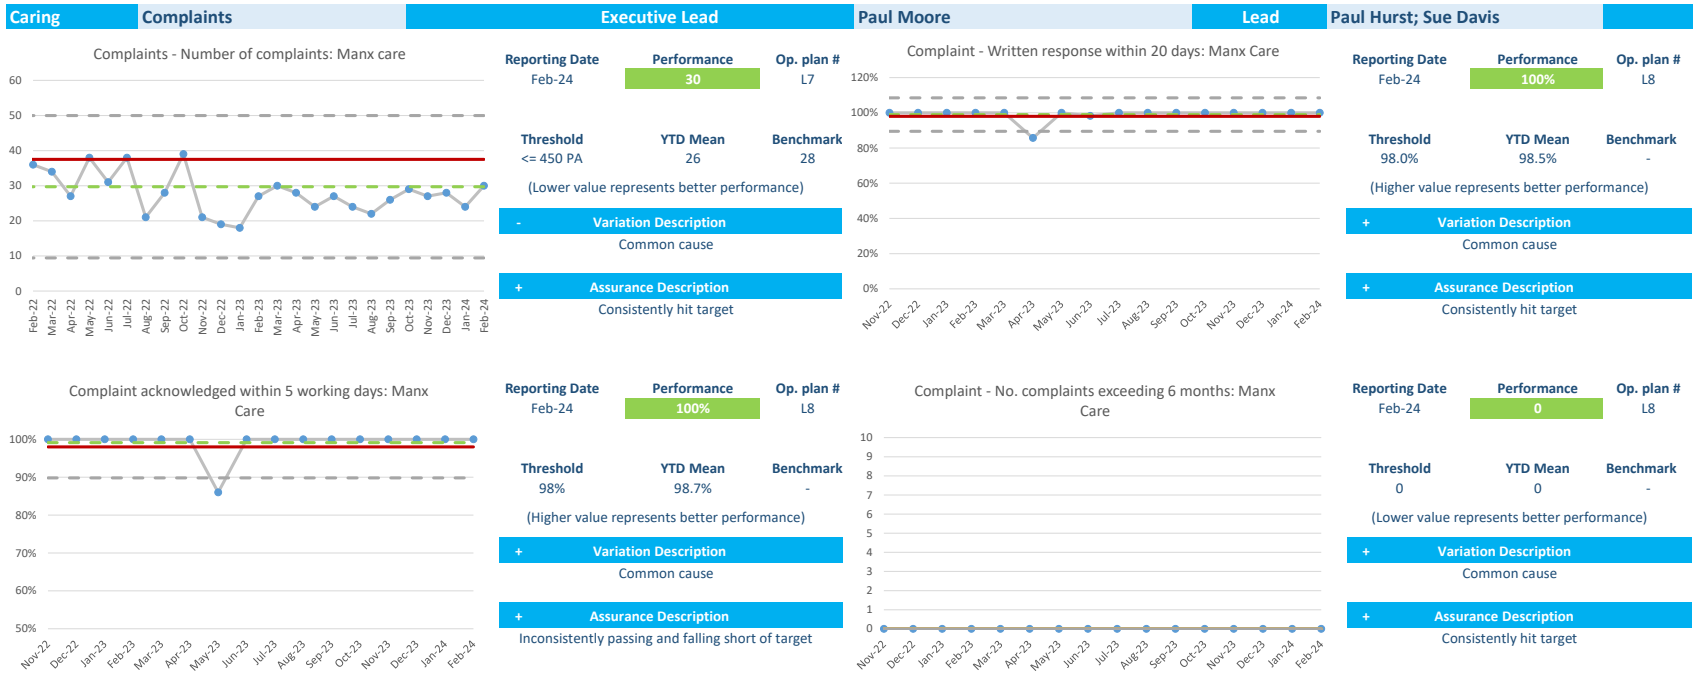 Caring Complaints Executive Lead Paul Moore Lead Paul Hurst; Sue Davis
Complaints - Number of complaints: Manx care
60
50
40
30
20
10
0
Feb-22 Mar-22 Apr-22 May-22 Jun-22 Jul-22 Aug-22 Sep-22 Oct-22 Nov-22 Dec-22 Jan-23 Feb-23 Mar-23 Apr-23 May-23 Jun-23 Jul-23 Aug-23 Sep-23 Oct-23 Nov-23 Dec-23 Jan-24 Feb-24
Reporting Date Performance Op. plan #
Feb-24 30 L7
Threshold YTD Mean Benchmark
<= 450 PA 26 28
(Lower value represents better performance)
- Variation Description
Common cause
+ Assurance Description
Consistently hit target
Complaint - Written response within 20 days: Manx Care
120%
100%
80%
60%
40%
20%
0%
Nov-22 Dec-22 Jan-23 Feb-23 Mar-23 Apr-23 May-23 Jun-23 Jul-23 Aug-23 Sep-23 Oct-23 Nov-23 Dec-23 Jan-24 Feb-24
Reporting Date Performance Op. plan #
Feb-24 100% L8
Threshold YTD Mean Benchmark
98.0% 98.5% -
(Higher value represents better performance)
+ Variation Description
Common cause
+ Assurance Description
Consistently hit target
Complaint acknowledged within 5 working days: Manx
Care
100%
90%
80%
70%
60%
50%
Nov-22 Dec-22 Jan-23 Feb-23 Mar-23 Apr-23 May-23 Jun-23 Jul-23 Aug-23 Sep-23 Oct-23 Nov-23 Dec-23 Jan-24 Feb-24
Reporting Date Performance Op. plan #
Feb-24 100% L8
Threshold YTD Mean Benchmark
98% 98.7% -
(Higher value represents better performance)
+ Variation Description
Common cause
+ Assurance Description
Inconsistently passing and falling short of target
Complaint - No. complaints exceeding 6 months: Manx
Care
10
9
8
7
6
5
4
3
2
1
0
Nov-22 Dec-22 Jan-23 Feb-23 Mar-23 Apr-23 May-23 Jun-23 Jul-23 Aug-23 Sep-23 Oct-23 Nov-23 Dec-23 Jan-24 Feb-24
Reporting Date Performance Op. plan #
Feb-24 0 L8
Threshold YTD Mean Benchmark
0 0 -
(Lower value represents better performance)
+ Variation Description
Common cause
+ Assurance Description
Consistently hit target